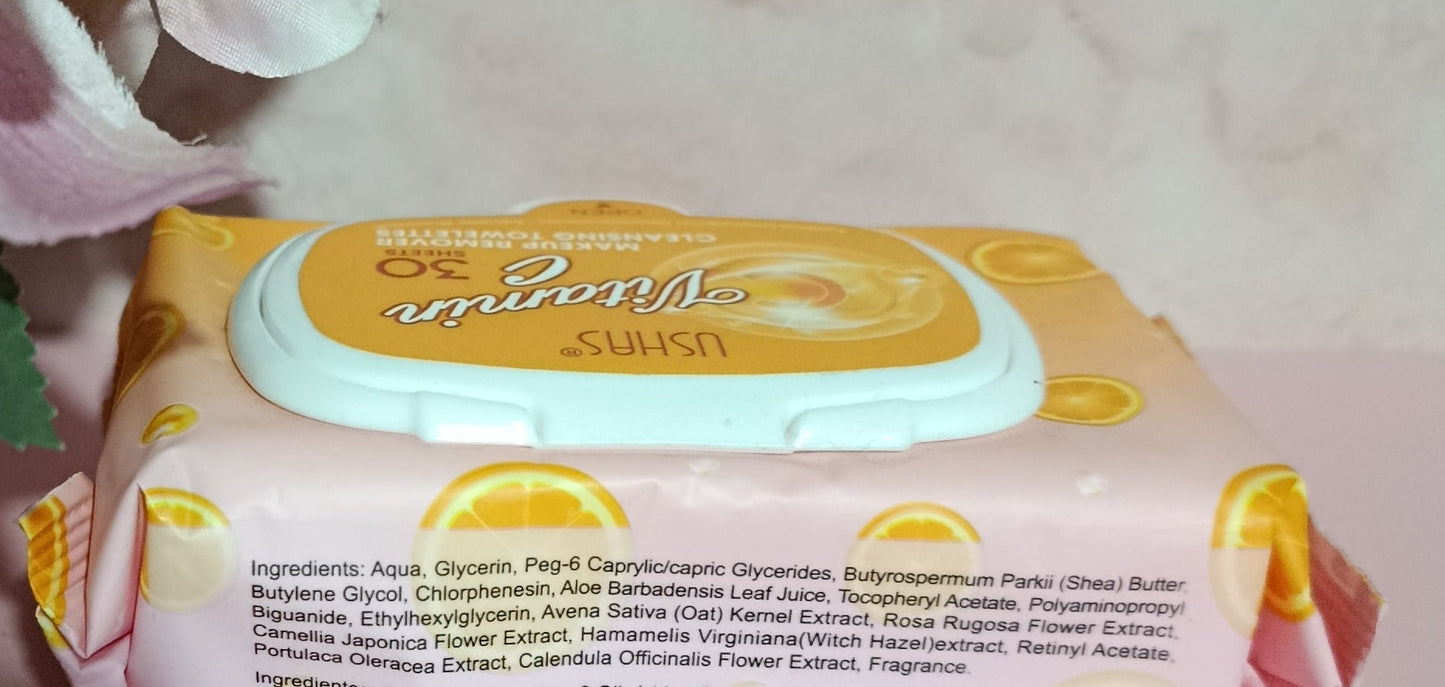 OPEN
MAKEUP REMOVER
CLEANSING TOWELETTES
30
SHEETS
Vitamin
C
USHAS®
Ingredients: Aqua, Glycerin, Peg-6 Caprylic/capric Glycerides, Butyrospermum Parkii (Shea) Butter,
Butylene Glycol, Chlorphenesin, Aloe Barbadensis Leaf Juice, Tocopheryl Acetate, Polyaminopropyl
Biguanide, Ethylhexylglycerin, Avena Sativa (Oat) Kernel Extract, Rosa Rugosa Flower Extract,
Camellia Japonica Flower Extract, Hamamelis Virginiana(Witch Hazel)extract, Retinyl Acetate,
Portulaca Oleracea Extract, Calendula Officinalis Flower Extract, Fragrance.